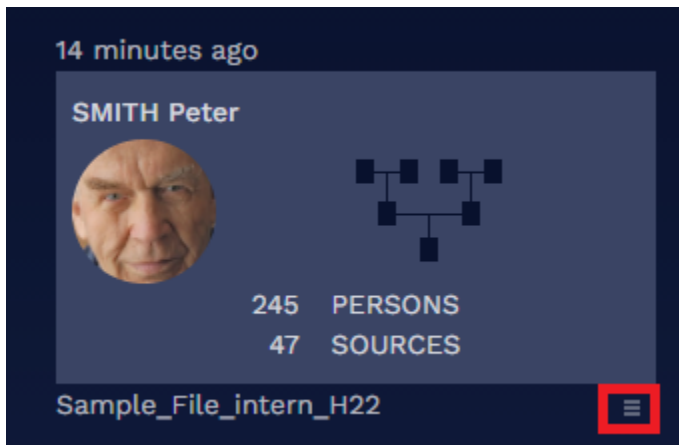 14 minutes ago
SMITH Peter
245 PERSONS
47 SOURCES
Sample_File_intern_H22